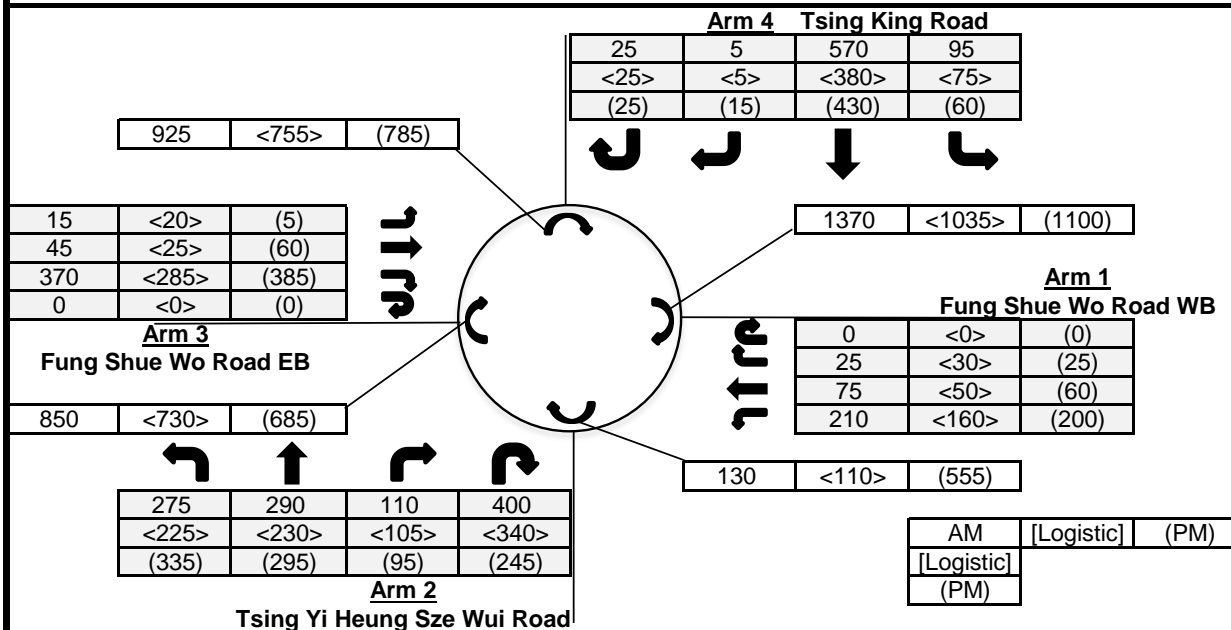 Arm 4 Tsing King Road
25 5 570 95
<25> <5> <380> <75>
(25) (15) (430) (60)
925 <755> (785)
15 <20> (5)
45 <25> (60)
370 <285> (385)
0 <0> (0)
Arm 3
Fung Shue Wo Road EB
850 <730> (685)
1370 <1035> (1100)
Arm 1
Fung Shue Wo Road WB
0 <0> (0)
25 <30> (25)
75 <50> (60)
210 <160> (200)
130 <110> (555)
275 290 110 400
<225> <230> <105> <340>
(335) (295) (95) (245)
Arm 2
Tsing Yi Heung Sze Wui Road
AM [Logistic] (PM)
[Logistic]
(PM)